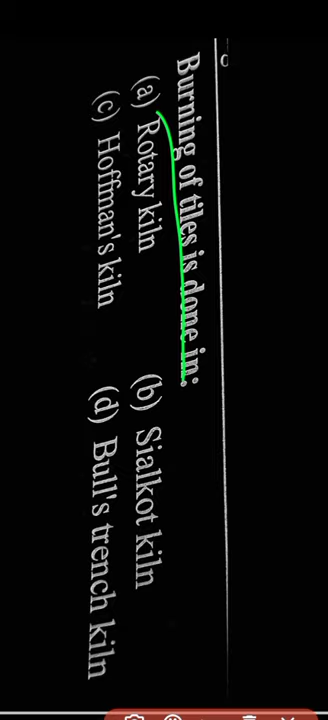 Burning of tiles is done in:
(a) Rotary kiln (b) Sialkot kiln
(c) Hoffman's kiln (d) Bull's trench kiln